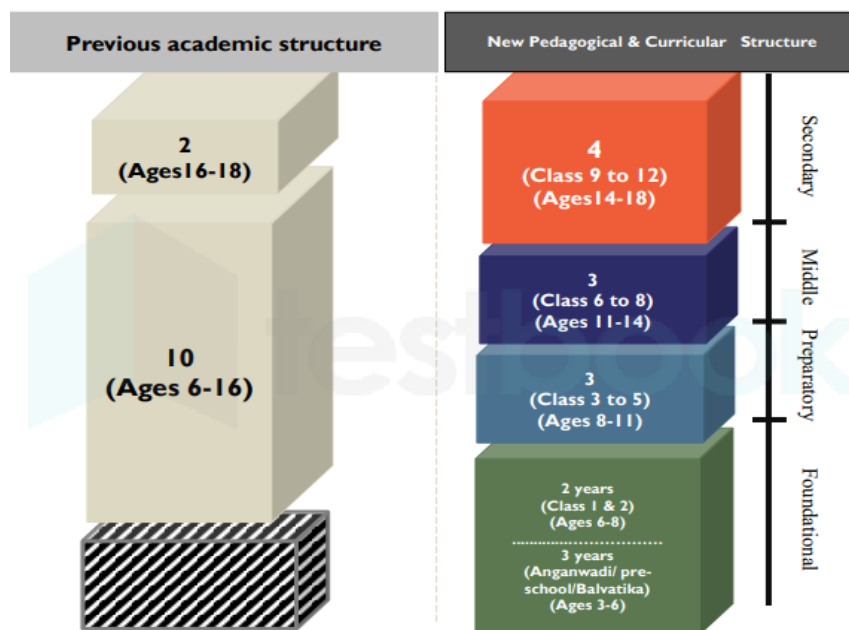 Previous academic structure
2
(Ages16-18)
10
(Ages 6-16)
New Pedagogical & Curricular Structure
4
(Class 9 to 12)
(Ages14-18)
3
(Class 6 to 8)
(Ages 11-14)
3
(Class 3 to 5)
(Ages 8-11)
2 years
(Class 1 & 2)
(Ages 6-8)
................................
3 years
(Anganwadi/ pre-
school/Balvatika)
(Ages 3-6)
Secondary
Middle
Preparatory
Foundational
testbook